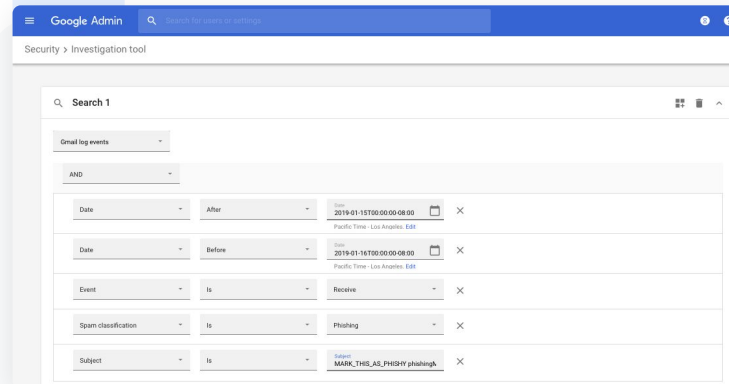 Google Admin Search for users or settings
Security > Investigation tool
Search 1
Gmail log events
AND
Date After Date 2019-01-15T00:00:00-08:00
Pacific Time - Los Angeles. Edit
Date Before Date 2019-01-16T00:00:00-08:00
Pacific Time - Los Angeles. Edit
Event Is Receive
Spam classification Is Phishing
Subject Is Subject MARK_THIS_AS_PHISHY